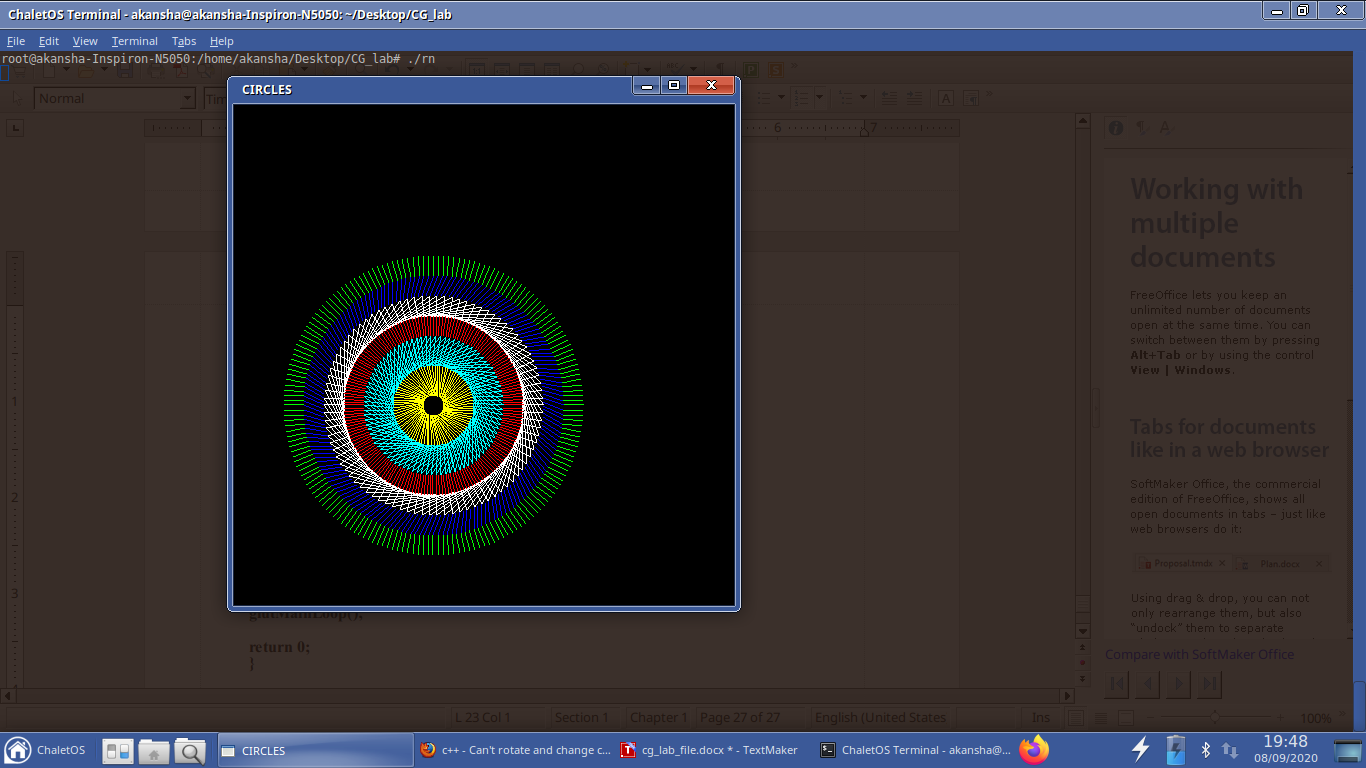 ChaletOS Terminal - akansha@akansha-Inspiron-N5050: ~/Desktop/CG_lab
File Edit View Terminal Tabs Help
root@akansha-Inspiron-N5050:/home/akansha/Desktop/CG_lab# ./rn
CIRCLES
Normal
6 7
Working with
multiple
documents
FreeOffice lets you keep an
unlimited number of documents
open at the same time. You can
switch between them by pressing
Alt+Tab or by using the control
View | Windows.
1
Tabs for documents
like in a web browser
SoftMaker Office, the commercial
edition of FreeOffice, shows all
open documents in tabs – just like
web browsers do it:
2
Proposal.tmdx Plan.docx
3
Using drag & drop, you can not
only rearrange them, but also
"undock" them to separate
glutMainLoop();
return 0;
}
Compare with SoftMaker Office
L 23 Col 1 Section 1 Chapter 1 Page 27 of 27 English (United States Ins 100%
ChaletOS CIRCLES c++ - Can't rotate and change c... cg_lab_file.docx * - TextMaker ChaletOS Terminal - akansha@... 19:48
08/09/2020